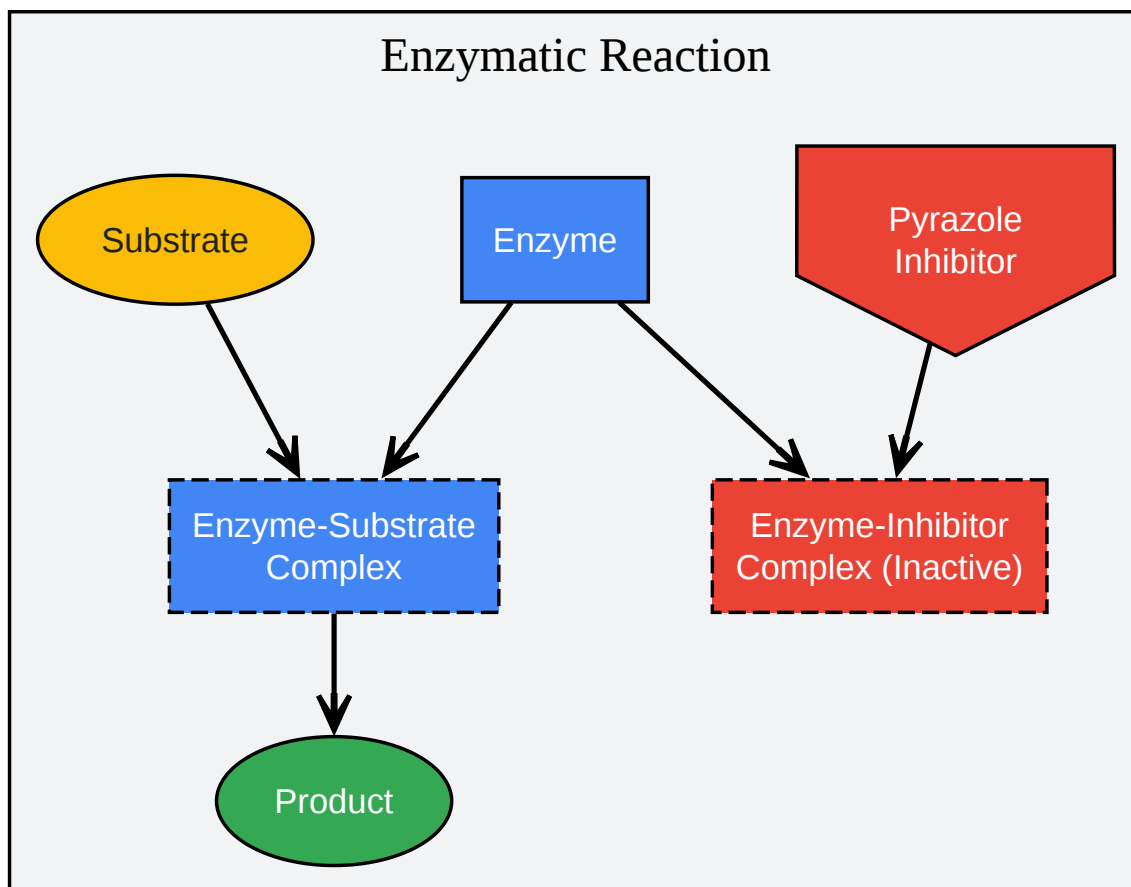 Enzymatic Reaction
Substrate
Enzyme
Pyrazole
Inhibitor
Enzyme-Substrate
Complex
Enzyme-Inhibitor
Complex (Inactive)
Product